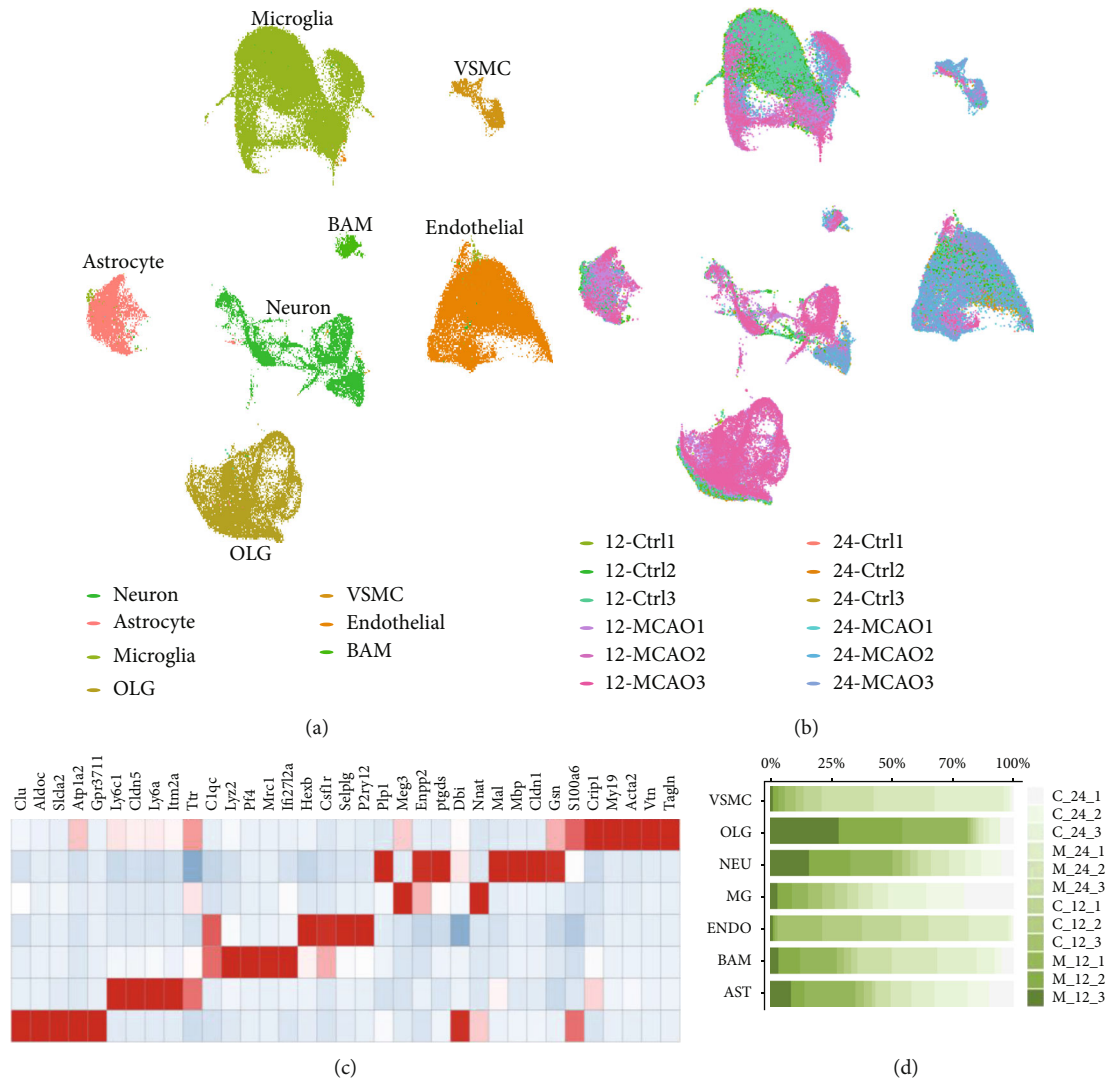 (a)
Microglia
VSMC
BAM
Endothelial
Astrocyte
Neuron
OLG
Neuron
Astrocyte
Microglia
OLG
VSMC
Endothelial
BAM
(a)
(b)
12-Ctrl1
12-Ctrl2
12-Ctrl3
12-MCAO1
12-MCAO2
12-MCAO3
24-Ctrl1
24-Ctrl2
24-Ctrl3
24-MCAO1
24-MCAO2
24-MCAO3
(b)
c
Clu
Aldoc
Slda2
Atp1a2
Gpr3711
Ly6c1
Cldn5
Ly6a
Itm2a
Ttr
C1qc
Lyz2
Pf4
Mrc1
Ifi27l2a
Hexb
Csf1r
Selplg
P2ry12
Plp1
Meg3
Enpp2
ptgds
Dbi
Nnat
Mal
Mbp
Cldn1
Gsn
S100a6
Crip1
My19
Acta2
Vtn
Tagln
(c)
d
0% 25% 50% 75% 100%
VSMC
OLG
NEU
MG
ENDO
BAM
AST
C_24_1
C_24_2
C_24_3
M_24_1
M_24_2
M_24_3
C_12_1
C_12_2
C_12_3
M_12_1
M_12_2
M_12_3
(d)